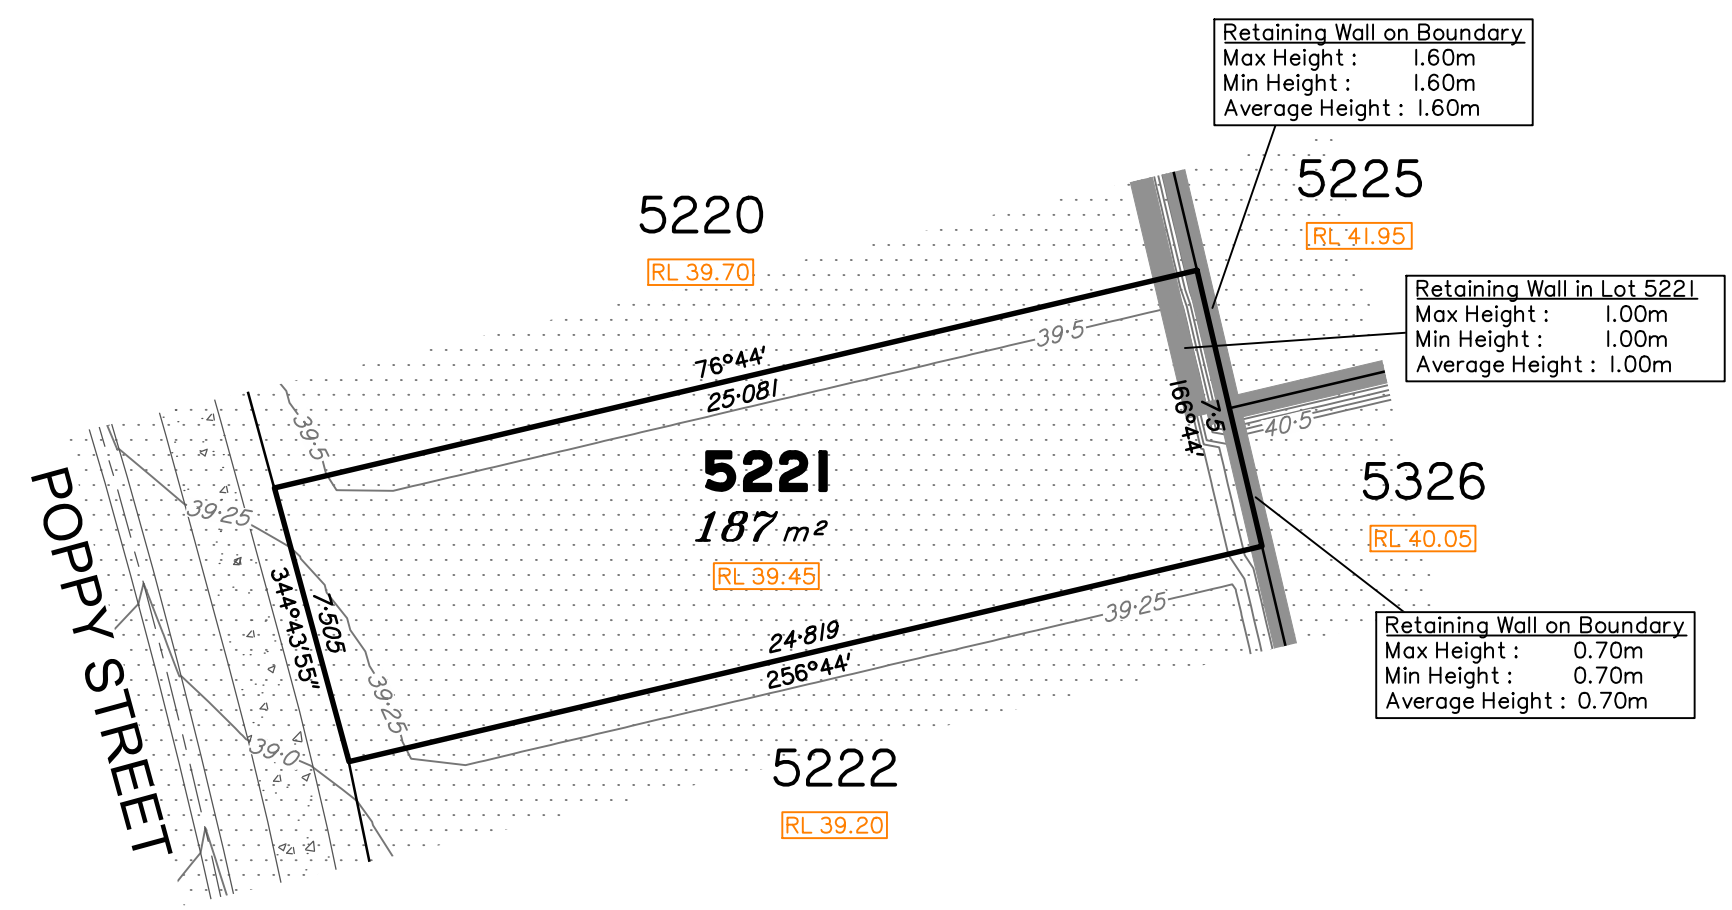 Retaining Wall on Boundary
Max Height : 1.60m
Min Height : 1.60m
Average Height : 1.60m
5225
RL 41.95
5220
RL 39.70
Retaining Wall in Lot 5221
Max Height : 1.00m
Min Height : 1.00m
Average Height : 1.00m
39·5
76°44'
25·081
39·5
7·5
166°44'
40·5
5221
187 m²
RL 39.45
5326
RL 40.05
POPPY STREET
39·25
344°43'55"
7·505
39·25
24·819
256°44'
39·25
Retaining Wall on Boundary
Max Height : 0.70m
Min Height : 0.70m
Average Height : 0.70m
39·0
5222
RL 39.20